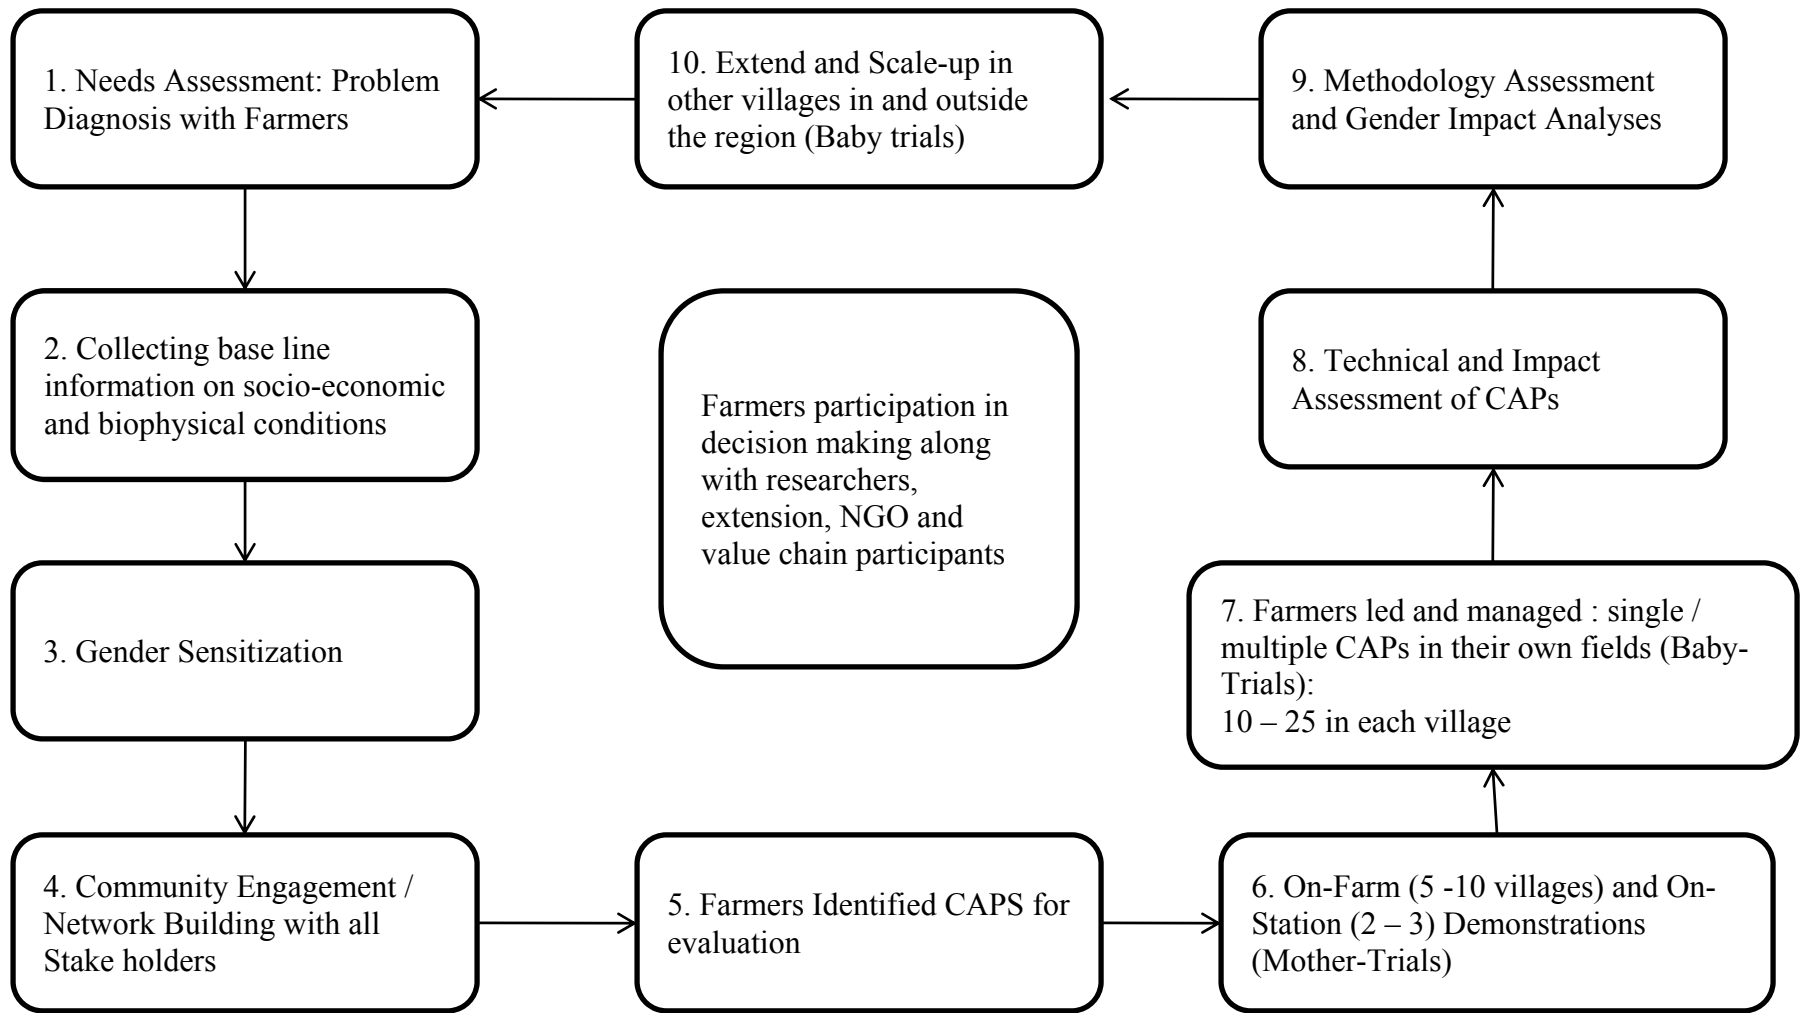 1. Needs Assessment: Problem
Diagnosis with Farmers
10. Extend and Scale-up in
other villages in and outside
the region (Baby trials)
9. Methodology Assessment
and Gender Impact Analyses
2. Collecting base line
information on socio-economic
and biophysical conditions
Farmers participation in
decision making along
with researchers,
extension, NGO and
value chain participants
8. Technical and Impact
Assessment of CAPs
3. Gender Sensitization
7. Farmers led and managed : single /
multiple CAPs in their own fields (Baby-
Trials):
10 – 25 in each village
4. Community Engagement /
Network Building with all
Stake holders
5. Farmers Identified CAPS for
evaluation
6. On-Farm (5 -10 villages) and On-
Station (2 – 3) Demonstrations
(Mother-Trials)